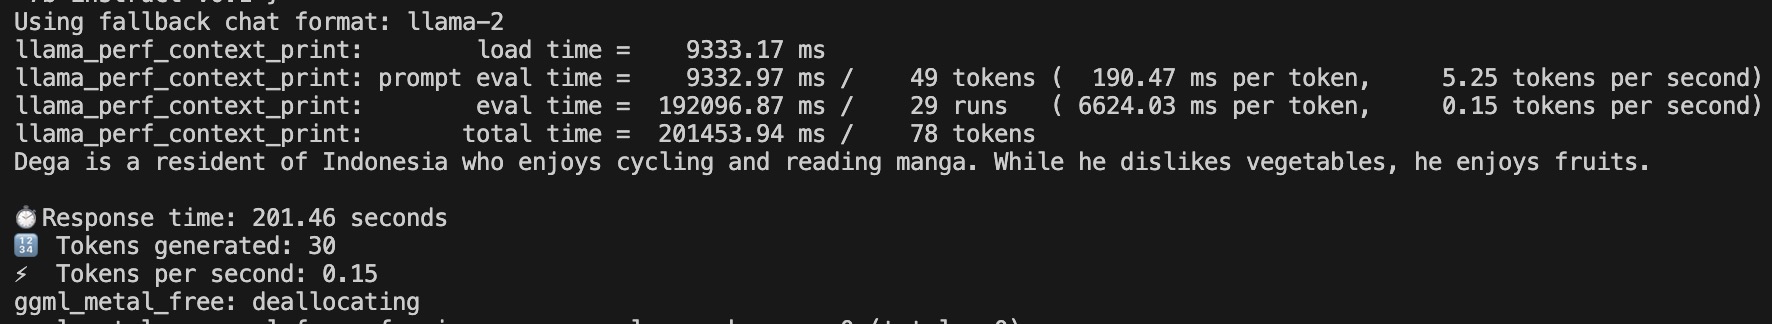 Using fallback chat format: llama-2
llama_perf_context_print:        load time =    9333.17 ms
llama_perf_context_print: prompt eval time =    9332.97 ms /    49 tokens (  190.47 ms per token,     5.25 tokens per second)
llama_perf_context_print:        eval time =  192096.87 ms /    29 runs   ( 6624.03 ms per token,     0.15 tokens per second)
llama_perf_context_print:       total time =  201453.94 ms /    78 tokens
Dega is a resident of Indonesia who enjoys cycling and reading manga. While he dislikes vegetables, he enjoys fruits.
⏱️Response time: 201.46 seconds
🔢 Tokens generated: 30
⚡ Tokens per second: 0.15
ggml_metal_free: deallocating